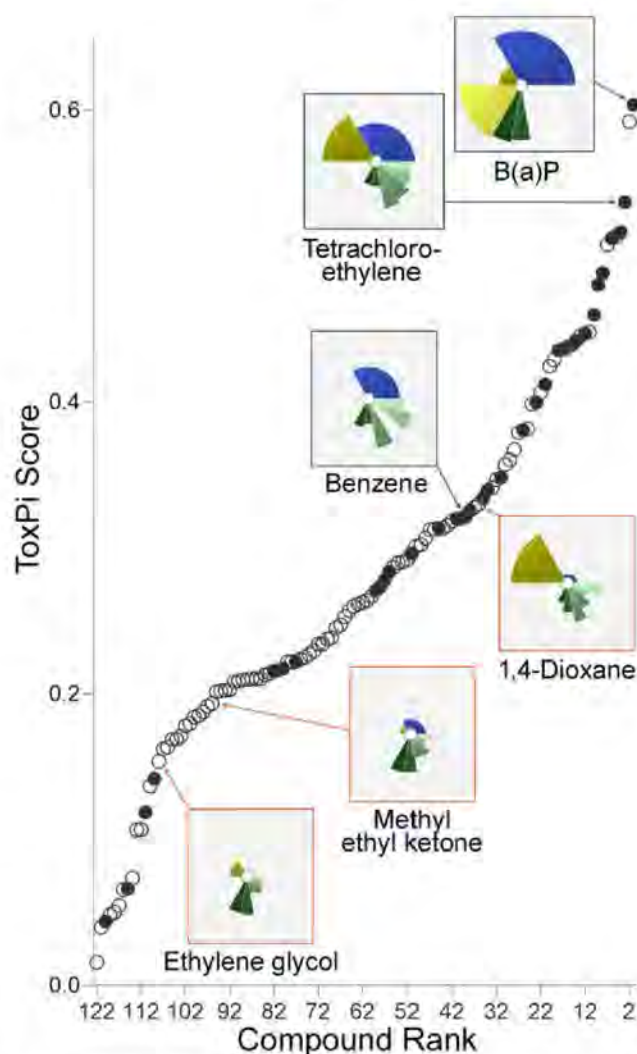 0.6
B(a)P
Tetrachloro-
ethylene
0.4
Benzene
ToxPi Score
1,4-Dioxane
0.2
Methyl
ethyl ketone
Ethylene glycol
0.0
122 112 102 92 82 72 62 52 42 32 22 2
Compound Rank